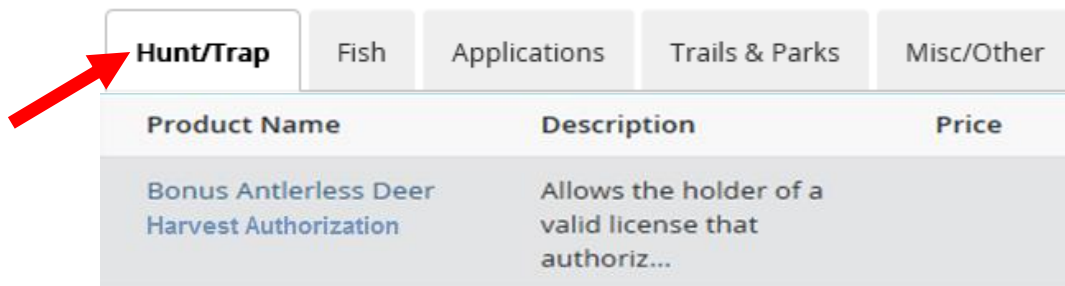 Hunt/Trap Fish Applications Trails & Parks Misc/Other
Product Name Description Price
Bonus Antlerless Deer Allows the holder of a
Harvest Authorization valid license that
authoriz...